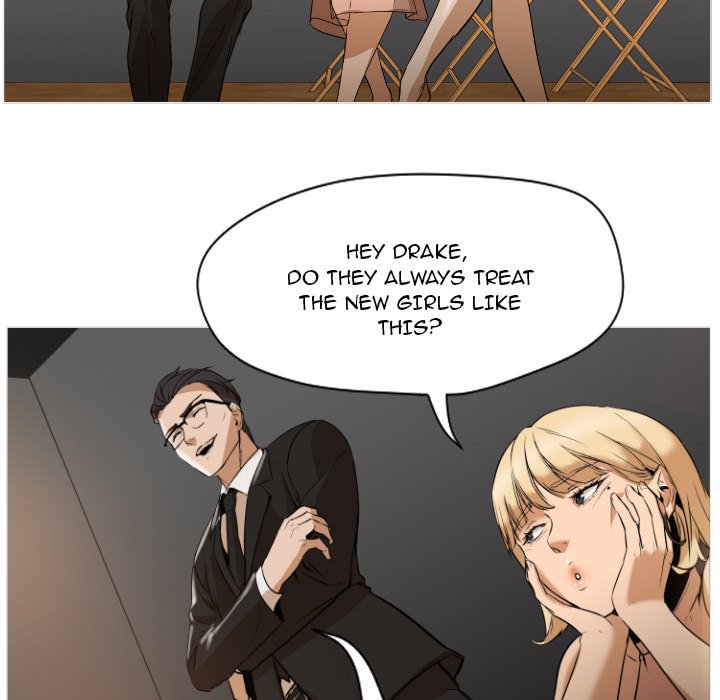 HEY DRAKE,
DO THEY ALWAYS TREAT
THE NEW GIRLS LIKE
THIS?